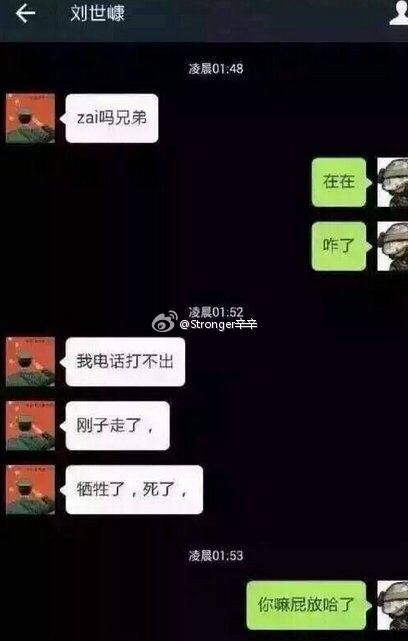 刘世嵻
凌晨01:48
zai吗兄弟
在在
咋了
凌晨01:52
@Stronger辛辛
我电话打不出
刚子走了，
牺牲了，死了，
凌晨01:53
你嘛屁放哈了